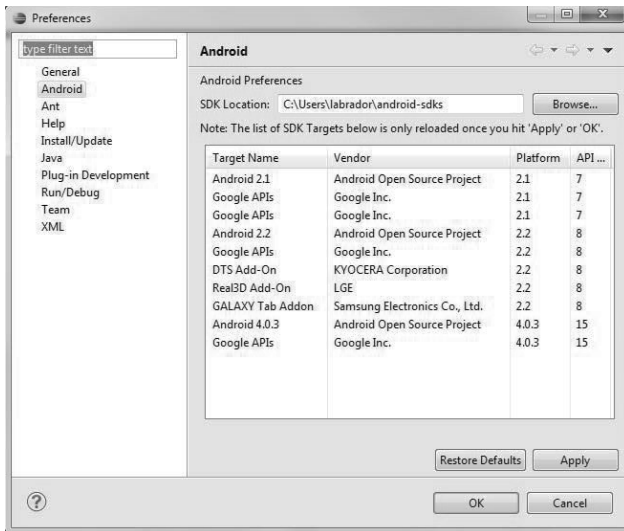 Preferences
type filter text
General
Android
Ant
Help
Install/Update
Java
Plug-in Development
Run/Debug
Team
XML
Android
Android Preferences
SDK Location: C:\Users\labrador\android-sdks Browse...
Note: The list of SDK Targets below is only reloaded once you hit 'Apply' or 'OK'.
Target Name Vendor Platform API ...
Android 2.1 Android Open Source Project 2.1 7
Google APIs Google Inc. 2.1 7
Google APIs Google Inc. 2.1 7
Android 2.2 Android Open Source Project 2.2 8
Google APIs Google Inc. 2.2 8
DTS Add-On KYOCERA Corporation 2.2 8
Real3D Add-On LGE 2.2 8
GALAXY Tab Addon Samsung Electronics Co., Ltd. 2.2 8
Android 4.0.3 Android Open Source Project 4.0.3 15
Google APIs Google Inc. 4.0.3 15
Restore Defaults Apply
? OK Cancel